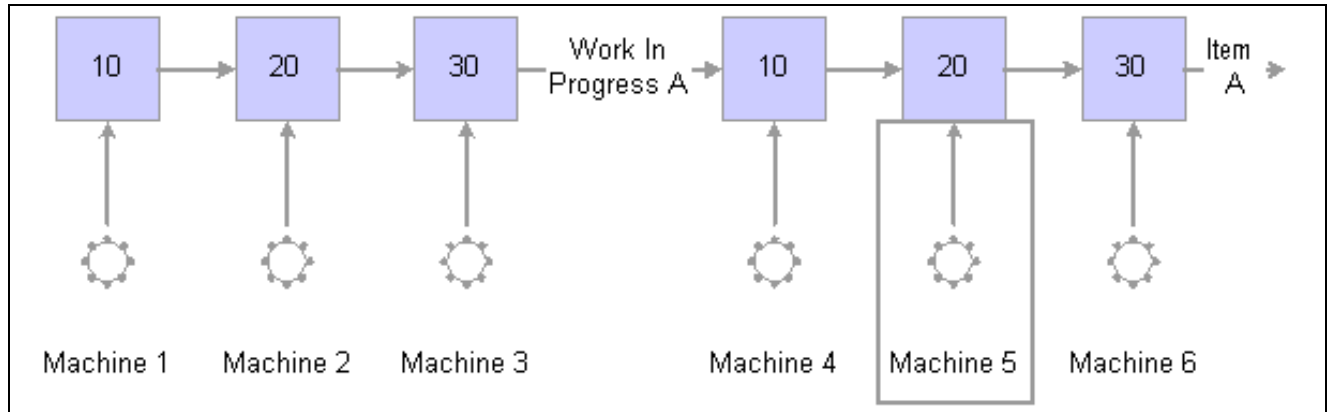 10
20
30
Work In
Progress A
10
20
30
Item
A
Machine 1
Machine 2
Machine 3
Machine 4
Machine 5
Machine 6